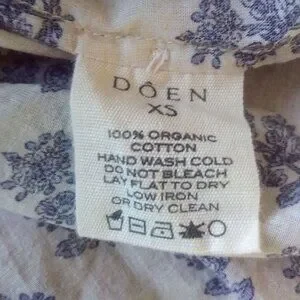 DÔEN
XS
100% ORGANIC
COTTON
HAND WASH COLD
DO NOT BLEACH
LAY FLAT TO DRY
LOW IRON
OR DRY CLEAN